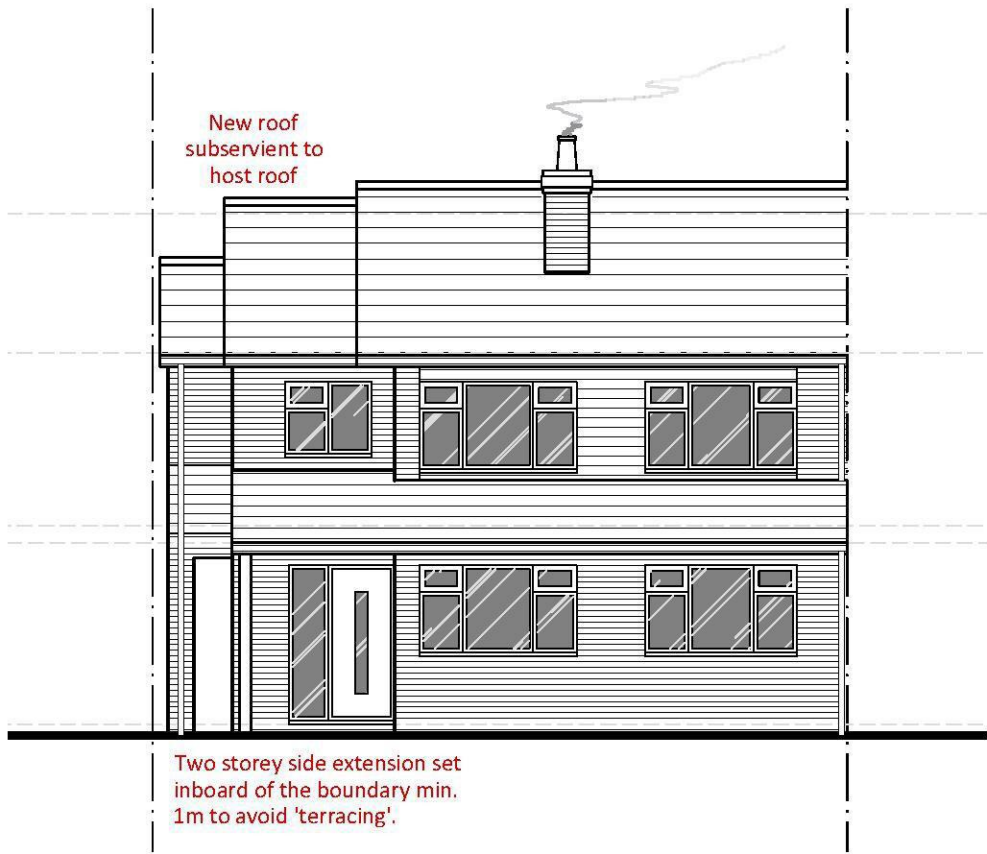 New roof
subservient to
host roof
Two storey side extension set
inboard of the boundary min.
1m to avoid 'terracing'.